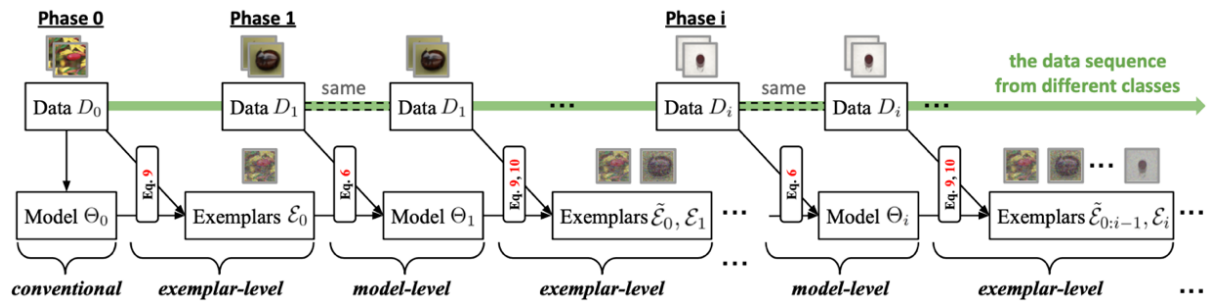 Phase 0
Phase 1
Phase i
the data sequence
from different classes
Data D₀
Data D₁
same
Data D₁
...
Data Dᵢ
same
Data Dᵢ
...
Eq. 9
Eq. 6
Eq. 9, 10
Eq. 6
Eq. 9, 10
...
Model Θ₀
Exemplars ℰ₀
Model Θ₁
Exemplars ℰ̃₀, ℰ₁
...
Model Θᵢ
Exemplars ℰ̃₀:ᵢ₋₁, ℰᵢ
...
...
conventional
exemplar-level
model-level
exemplar-level
...
model-level
exemplar-level
...